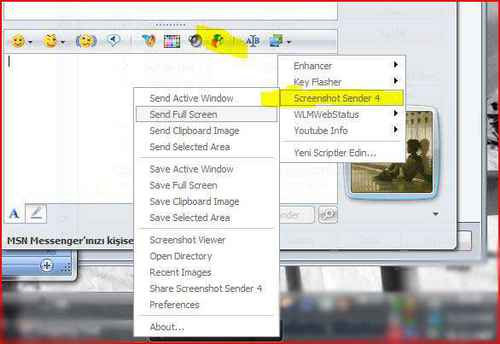 Enhancer
Key Flasher
Screenshot Sender 4
WLMWebStatus
Youtube Info
Yeni Scriptler Edin...
Send Active Window
Send Full Screen
Send Clipboard Image
Send Selected Area
Save Active Window
Save Full Screen
Save Clipboard Image
Save Selected Area
Screenshot Viewer
Open Directory
Recent Images
Share Screenshot Sender 4
Preferences
About...
A
nder
MSN Messenger'ınızı kişise